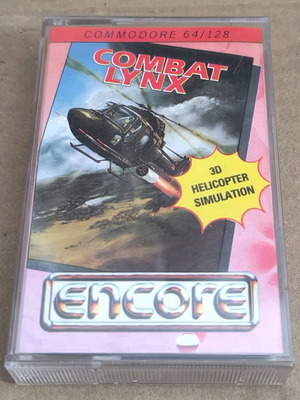 COMMODORE 64/128
COMBAT
LYNX
3D
HELICOPTER
SIMULATION
encore